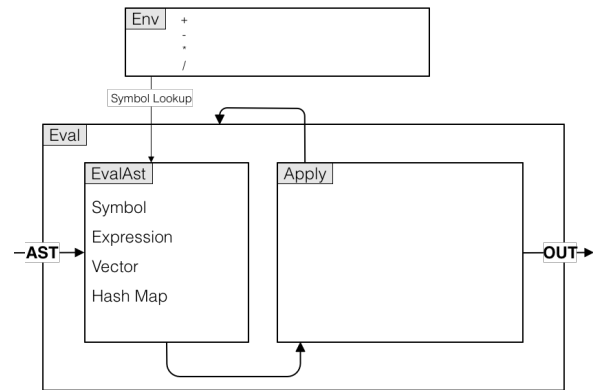 Env
+
-
*
/
Symbol Lookup
Eval
EvalAst
Symbol
Expression
Vector
Hash Map
Apply
AST
OUT